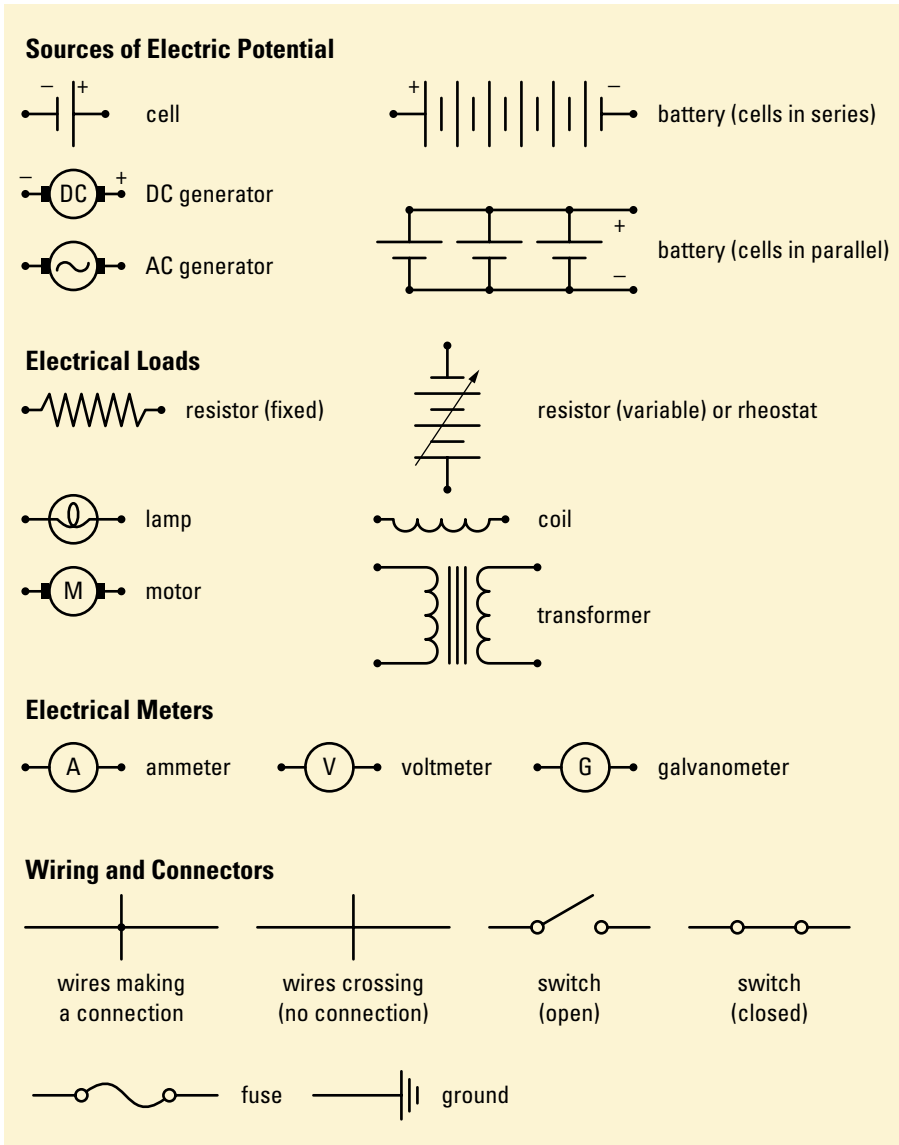 Sources of Electric Potential
− +
cell
+ −
battery (cells in series)
− +
DC
DC generator
AC generator
+
−
battery (cells in parallel)
Electrical Loads
resistor (fixed)
resistor (variable) or rheostat
lamp
coil
M
motor
transformer
Electrical Meters
A
ammeter
V
voltmeter
G
galvanometer
Wiring and Connectors
wires making
a connection
wires crossing
(no connection)
switch
(open)
switch
(closed)
fuse
ground